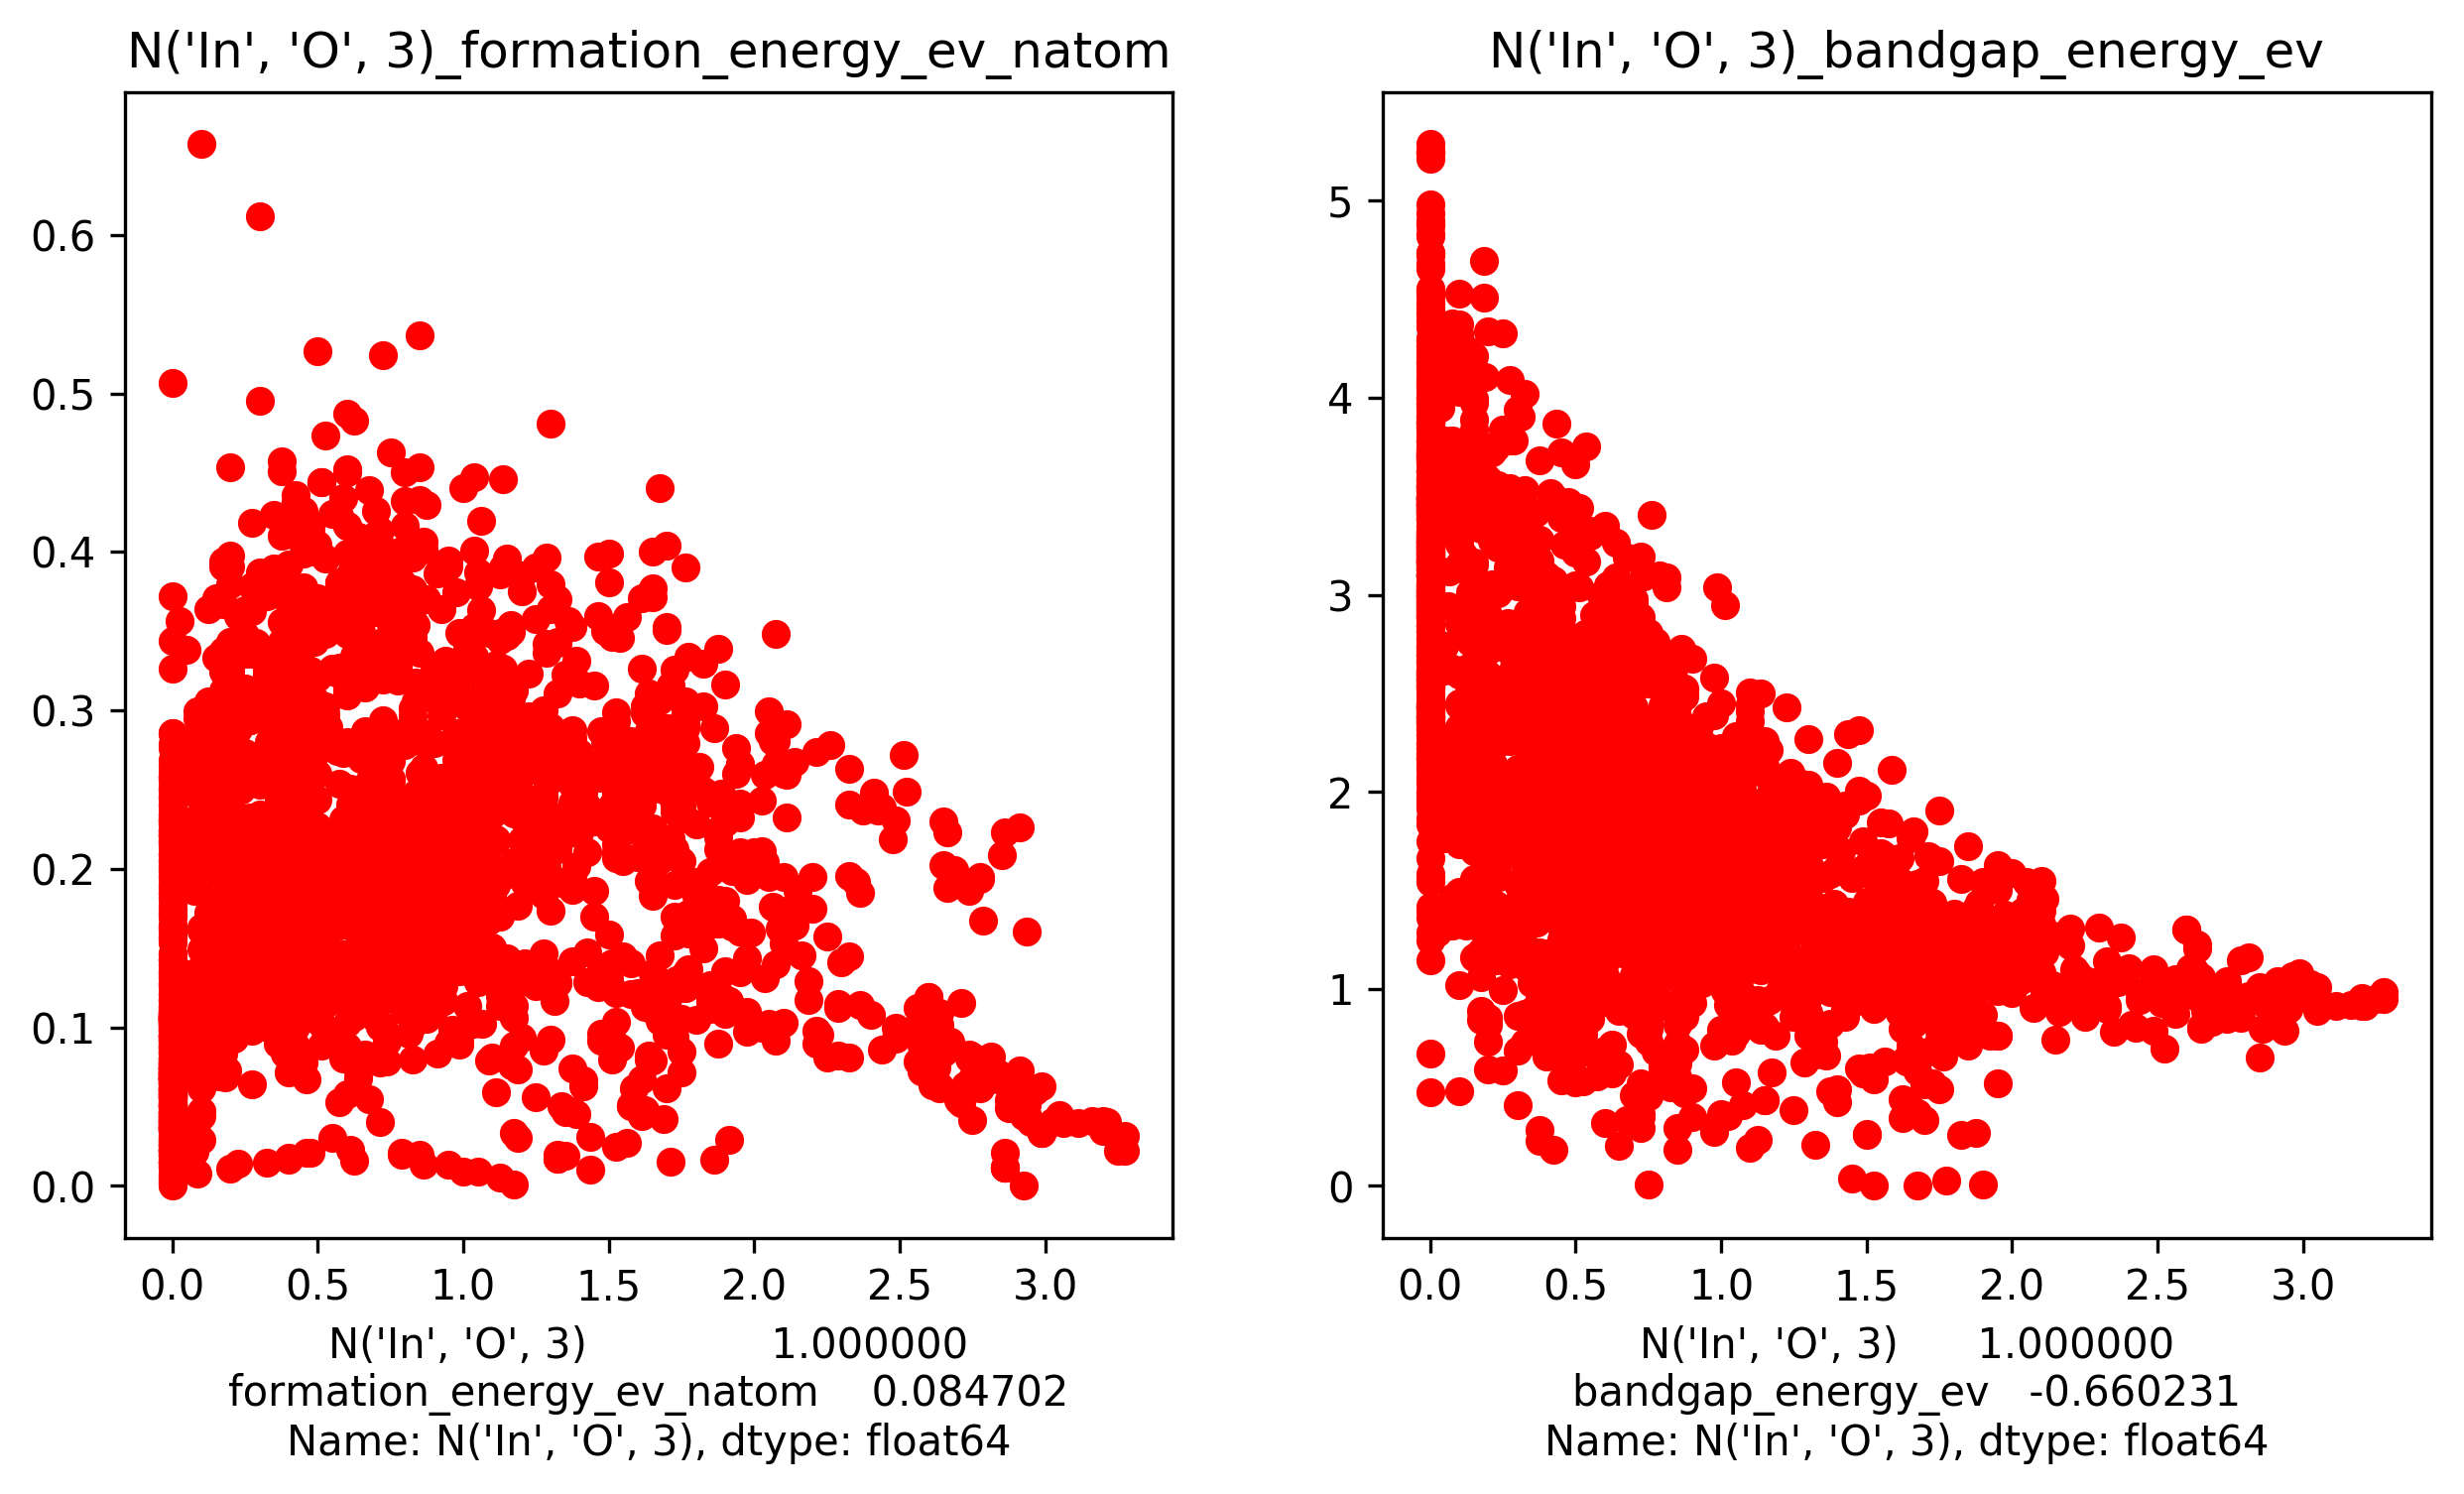 N('In', 'O', 3)_formation_energy_ev_natom
0.6
0.5
0.4
0.3
0.2
0.1
0.0
0.0 0.5 1.0 1.5 2.0 2.5 3.0
N('In', 'O', 3) 1.000000
formation_energy_ev_natom 0.084702
Name: N('In', 'O', 3), dtype: float64
N('In', 'O', 3)_bandgap_energy_ev
5
4
3
2
1
0
0.0 0.5 1.0 1.5 2.0 2.5 3.0
N('In', 'O', 3) 1.000000
bandgap_energy_ev -0.660231
Name: N('In', 'O', 3), dtype: float64